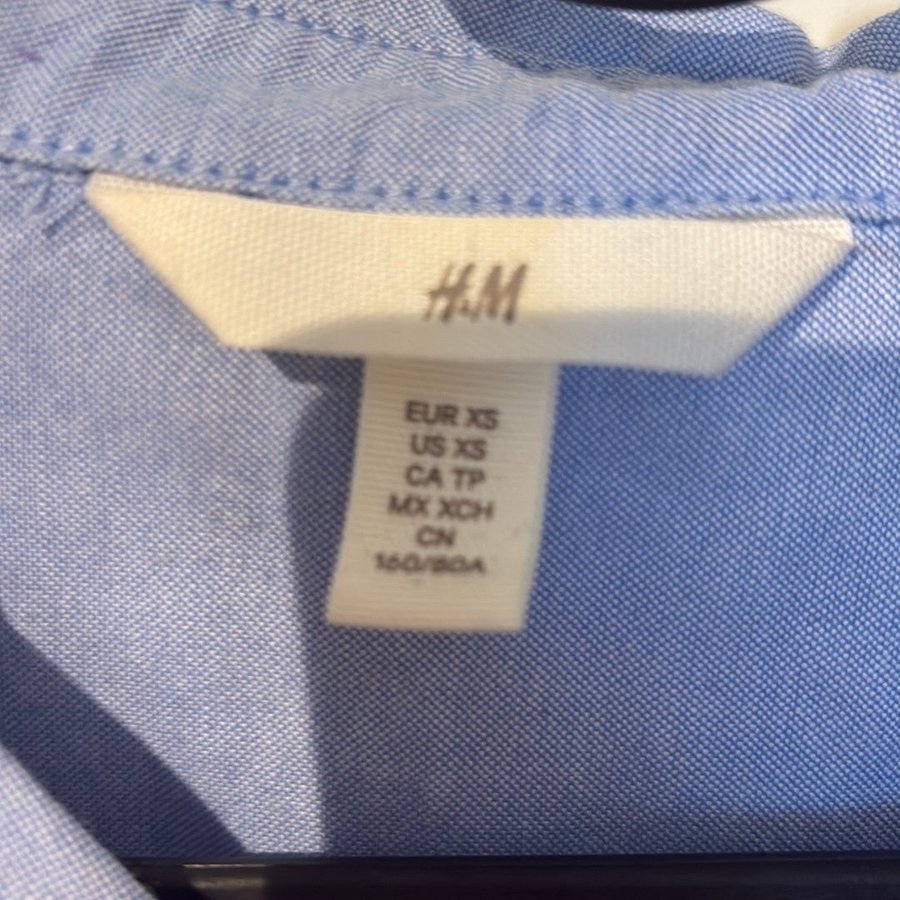 H&M
EUR XS
US XS
CA TP
MX XCH
CN
160/80A